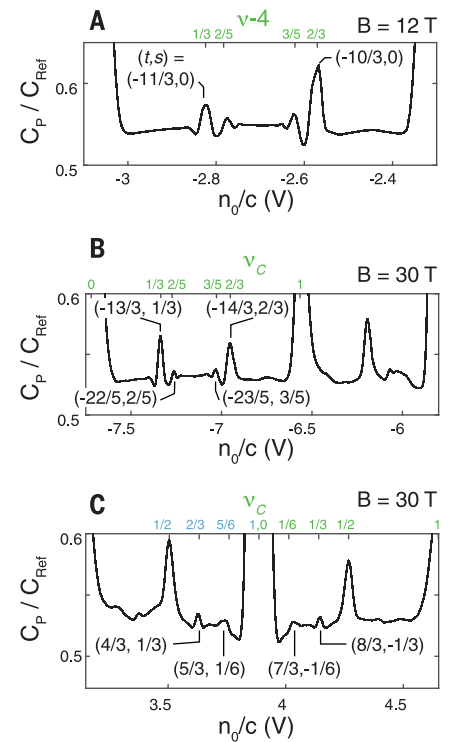 A
ν-4
B = 12 T
1/3 2/5 3/5 2/3
(t,s) =
(-11/3,0)
(-10/3,0)
0.6
0.5
C_P / C_Ref
-3 -2.8 -2.6 -2.4
n_0/c (V)
B
ν_C
B = 30 T
0 1/3 2/5 3/5 2/3 1
0.6
(-13/3, 1/3) (-14/3,2/3)
(-22/5,2/5) (-23/5, 3/5)
0.5
C_P / C_Ref
-7.5 -7 -6.5 -6
n_0/c (V)
C
ν_C
B = 30 T
1/2 2/3 5/6 1,0 1/6 1/3 1/2 1
0.6
C_P / C_Ref
(4/3, 1/3) (8/3,-1/3)
0.5
(5/3, 1/6) (7/3,-1/6)
3.5 4 4.5
n_0/c (V)